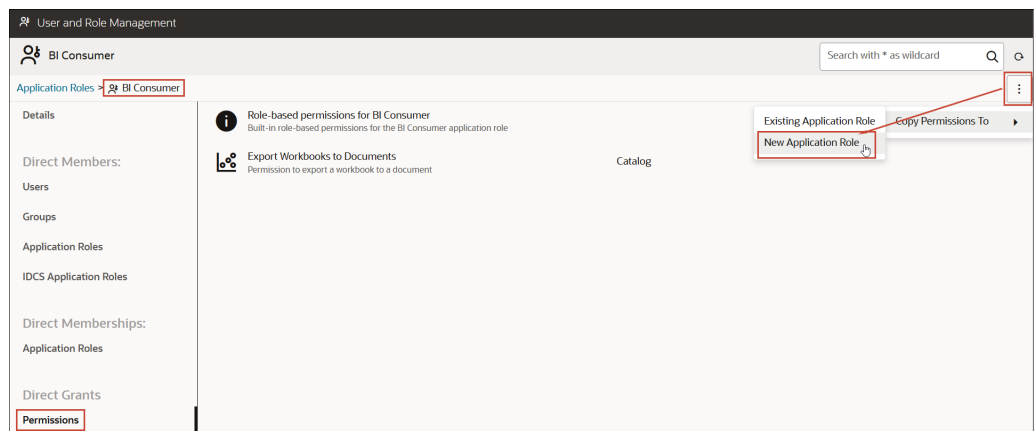 User and Role Management
BI Consumer
Search with * as wildcard
Application Roles > BI Consumer
Details
Role-based permissions for BI Consumer
Built-in role-based permissions for the BI Consumer application role
Existing Application Role
Copy Permissions To
New Application Role
Export Workbooks to Documents
Permission to export a workbook to a document
Catalog
Direct Members:
Users
Groups
Application Roles
IDCS Application Roles
Direct Memberships:
Application Roles
Direct Grants
Permissions